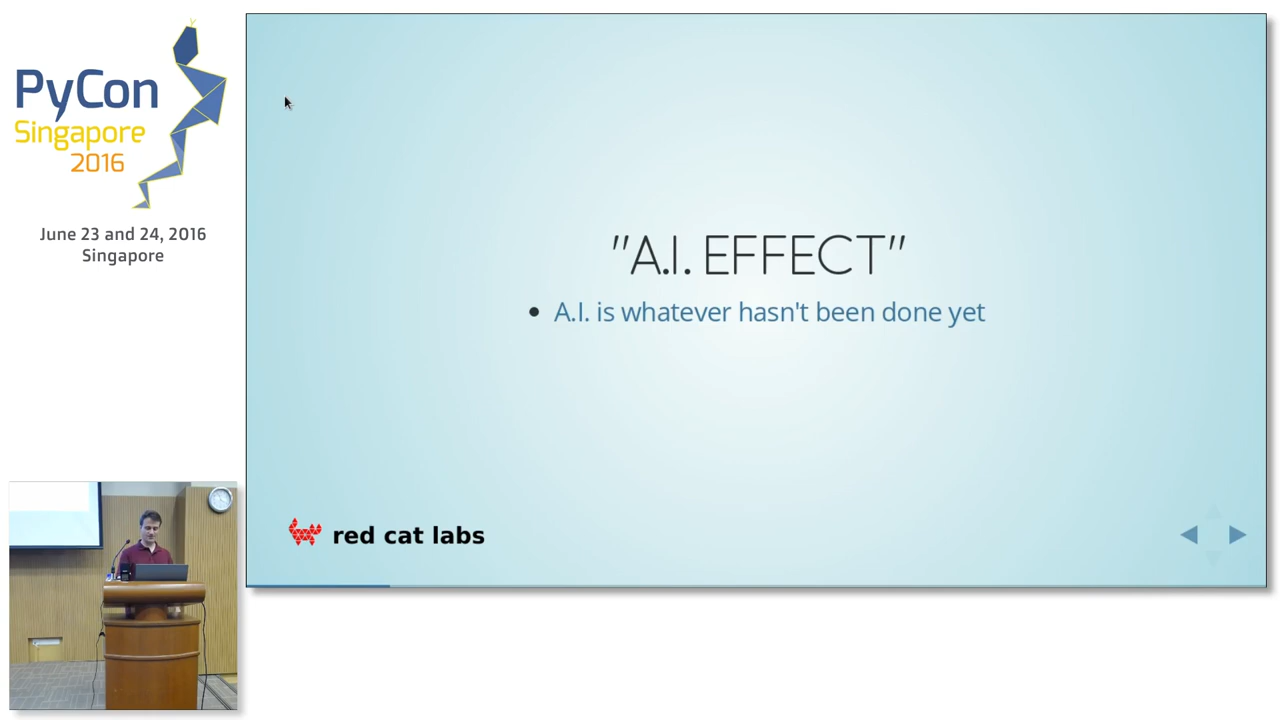 PyCon
Singapore
2016
June 23 and 24, 2016
Singapore
"A.I. EFFECT"
• A.I. is whatever hasn't been done yet
red cat labs